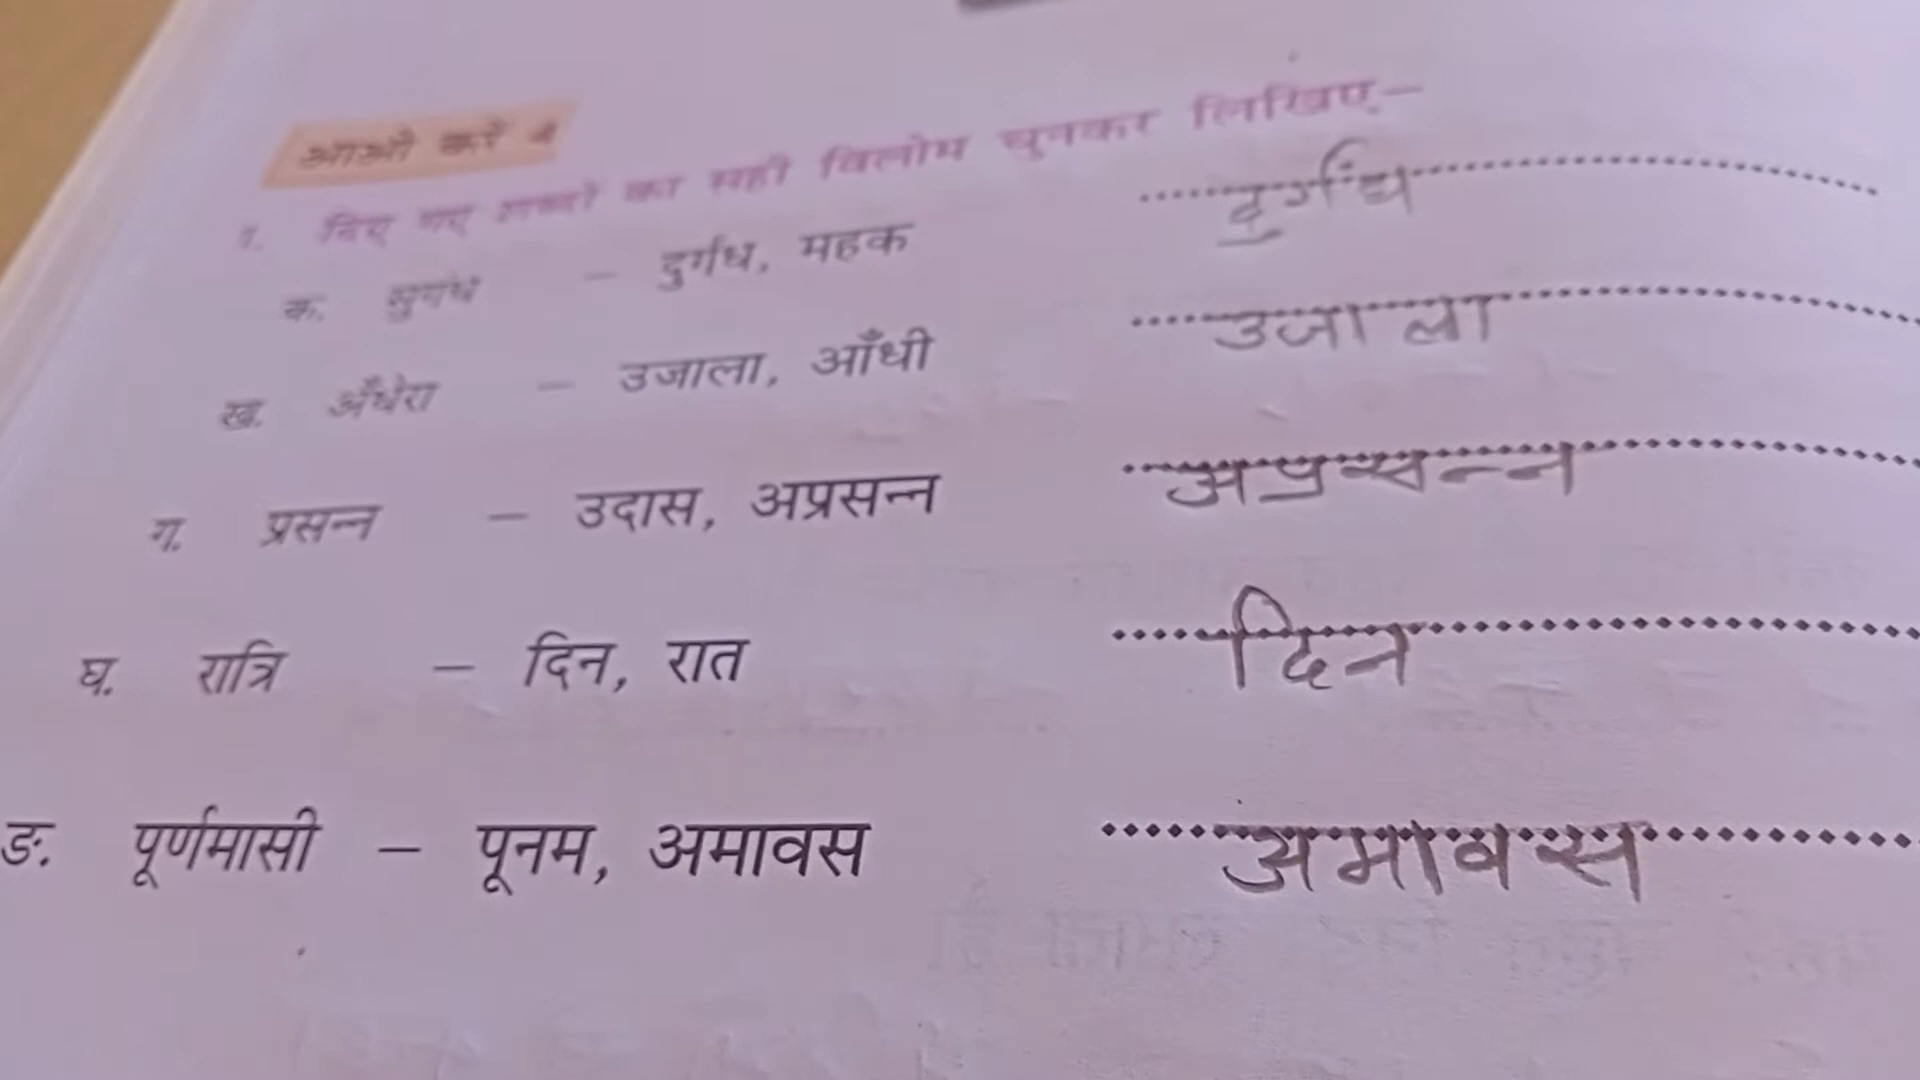 आओ करें 4
1. दिए गए शब्दों का सही विलोम चुनकर लिखिए—
क. सुगंध – दुर्गंध, महक दुर्गंध
ख. अँधेरा – उजाला, आँधी उजाला
ग. प्रसन्न – उदास, अप्रसन्न अप्रसन्न
घ. रात्रि – दिन, रात दिन
ङ. पूर्णमासी – पूनम, अमावस अमावस